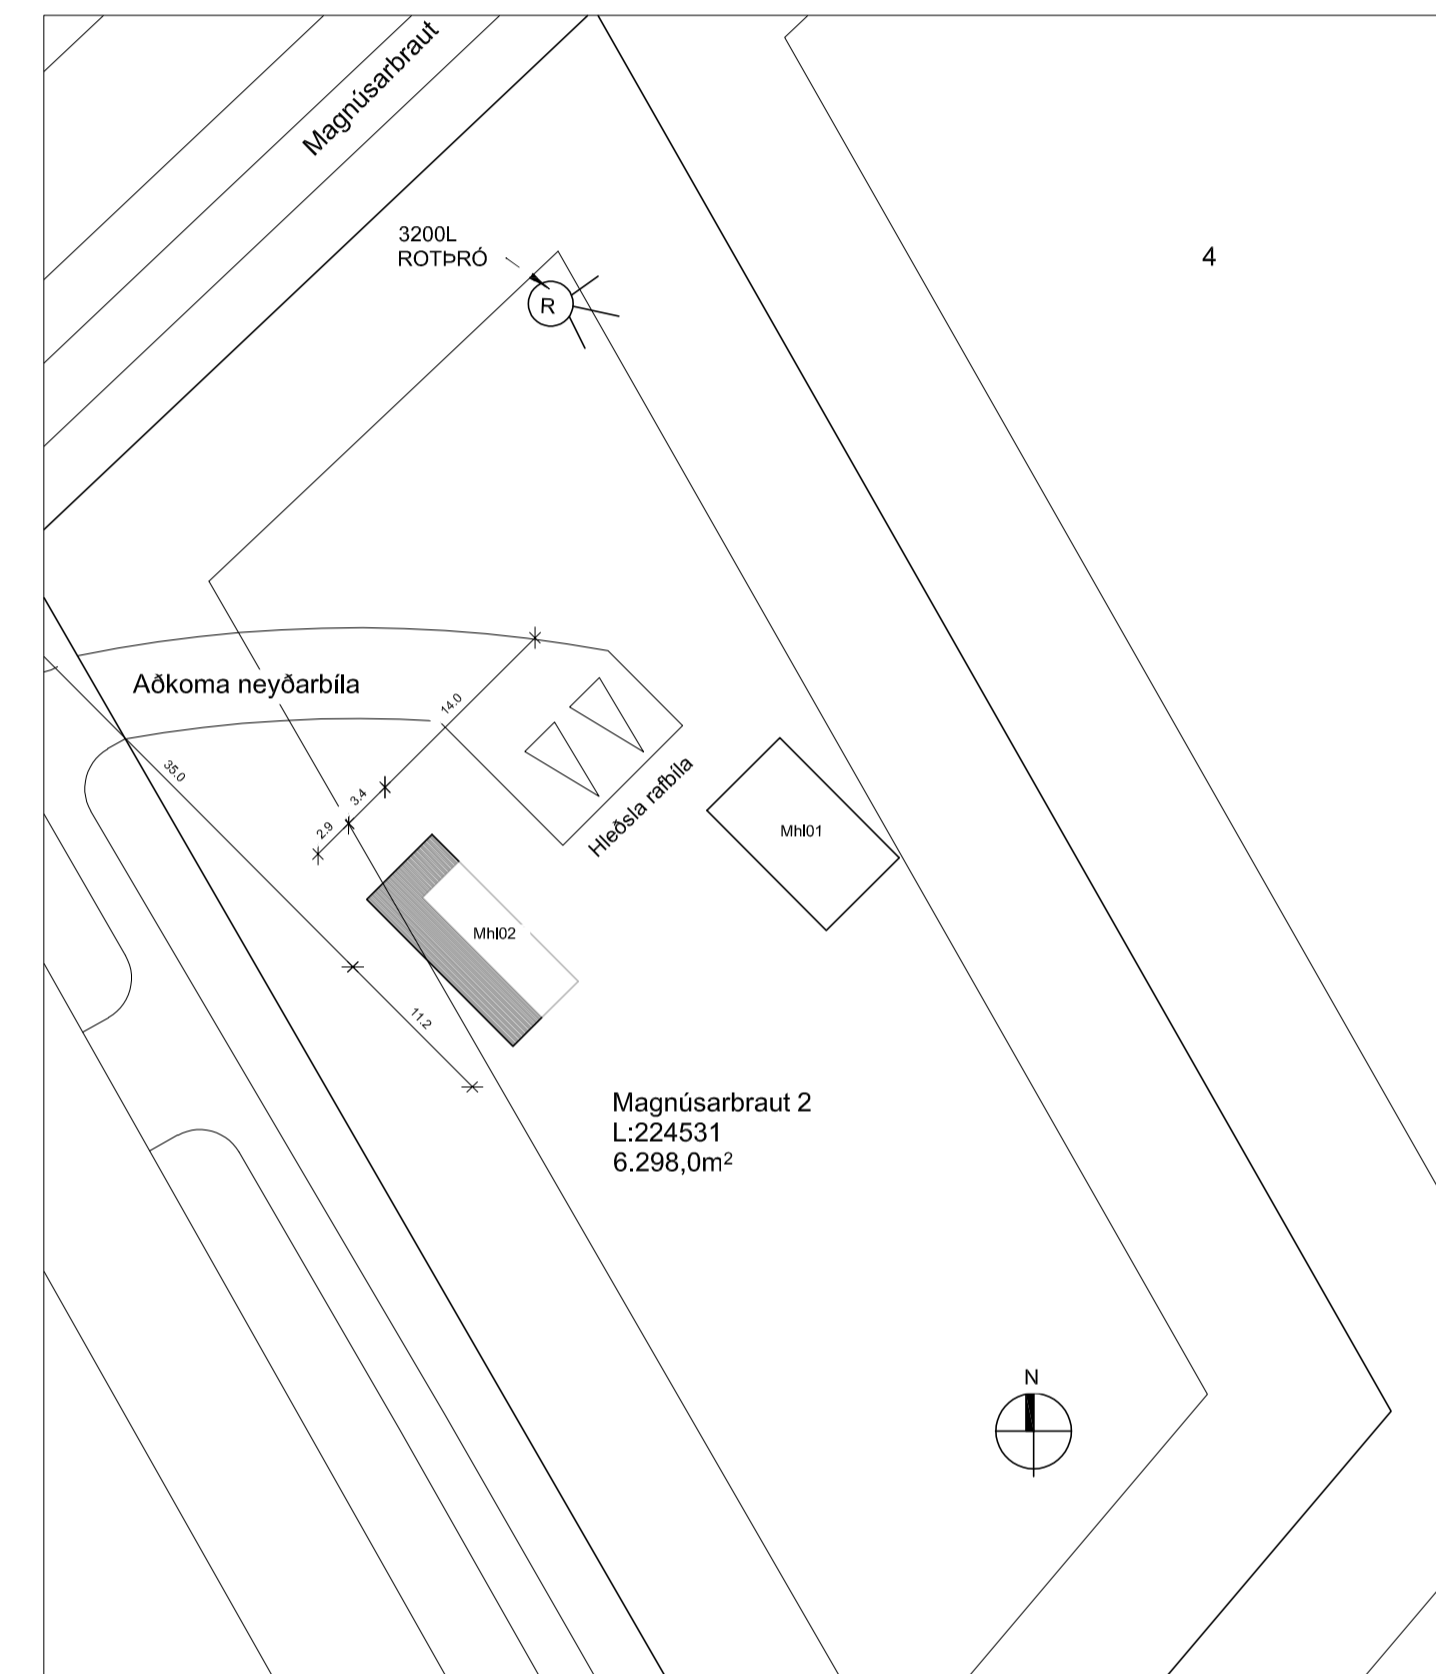 Magnúsarbraut
3200L
ROTÞRÓ
R
4
Aðkoma neyðarbíla
14.0
35.0
3.4
2.9
Hleðsla rafbíla
Mhl01
Mhl02
11.2
Magnúsarbraut 2
L:224531
6.298,0m²
N